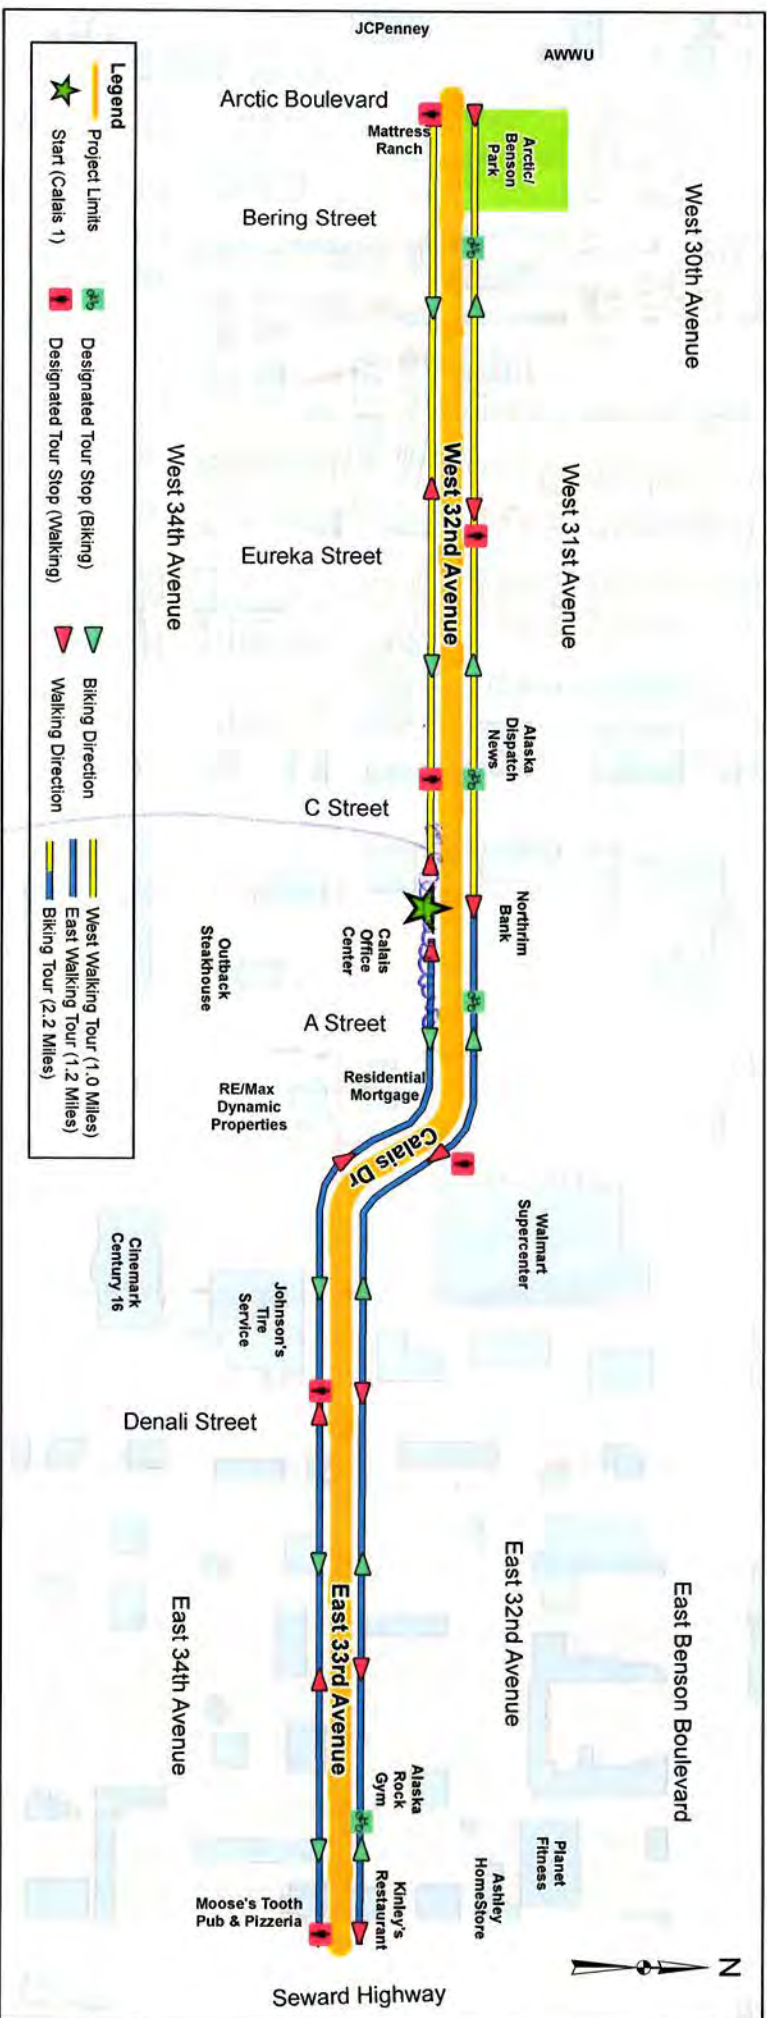 JCPenney
AWWU
Arctic Boulevard
Mattress
Ranch
Arctic/
Benson
Park
Bering Street
West 30th Avenue
West 31st Avenue
West 32nd Avenue
West 34th Avenue
Eureka Street
Alaska
Dispatch
News
C Street
Northrim
Bank
Calais
Office
Center
Outback
Steakhouse
A Street
Residential
Mortgage
RE/Max
Dynamic
Properties
Calais Dr
Walmart
Supercenter
Cinemark
Century 16
Johnson's
Tire
Service
Denali Street
East Benson Boulevard
East 32nd Avenue
East 33rd Avenue
East 34th Avenue
Alaska
Rock
Gym
Planet
Fitness
Ashley
HomeStore
Kinley's
Restaurant
Moose's Tooth
Pub & Pizzeria
Seward Highway
N
Legend
Project Limits
Start (Calais 1)
Designated Tour Stop (Biking)
Designated Tour Stop (Walking)
Biking Direction
Walking Direction
West Walking Tour (1.0 Miles)
East Walking Tour (1.2 Miles)
Biking Tour (2.2 Miles)